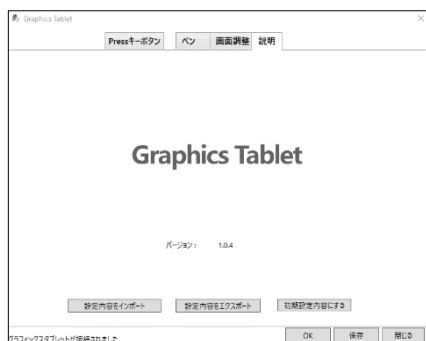 Graphics Tablet
Pressキーボタン ペン 画面調整 説明
Graphics Tablet
バージョン： 1.0.4
設定内容をインポート 設定内容をエクスポート 初期設定内容にする
グラフィックスタブレットが接続されました OK 保存 閉じる